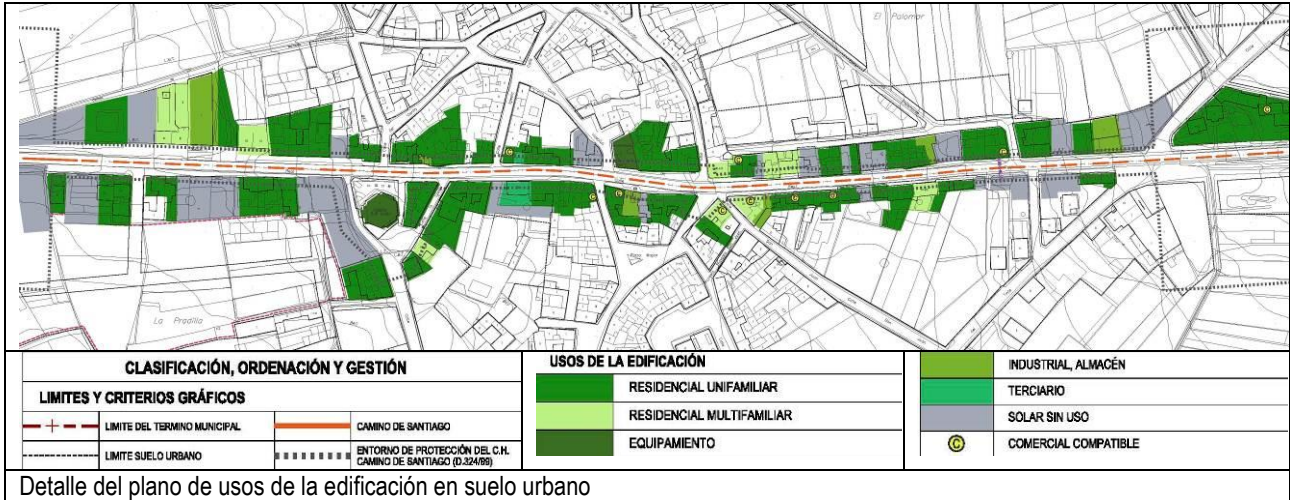 El Palomar
La Pradilla
CLASIFICACIÓN, ORDENACIÓN Y GESTIÓN
LIMITES Y CRITERIOS GRÁFICOS
LIMITE DEL TERMINO MUNICIPAL
CAMINO DE SANTIAGO
LIMITE SUELO URBANO
ENTORNO DE PROTECCIÓN DEL C.H.
CAMINO DE SANTIAGO (D.324/99)
USOS DE LA EDIFICACIÓN
RESIDENCIAL UNIFAMILIAR
RESIDENCIAL MULTIFAMILIAR
EQUIPAMIENTO
INDUSTRIAL, ALMACÉN
TERCIARIO
SOLAR SIN USO
C COMERCIAL COMPATIBLE
Detalle del plano de usos de la edificación en suelo urbano